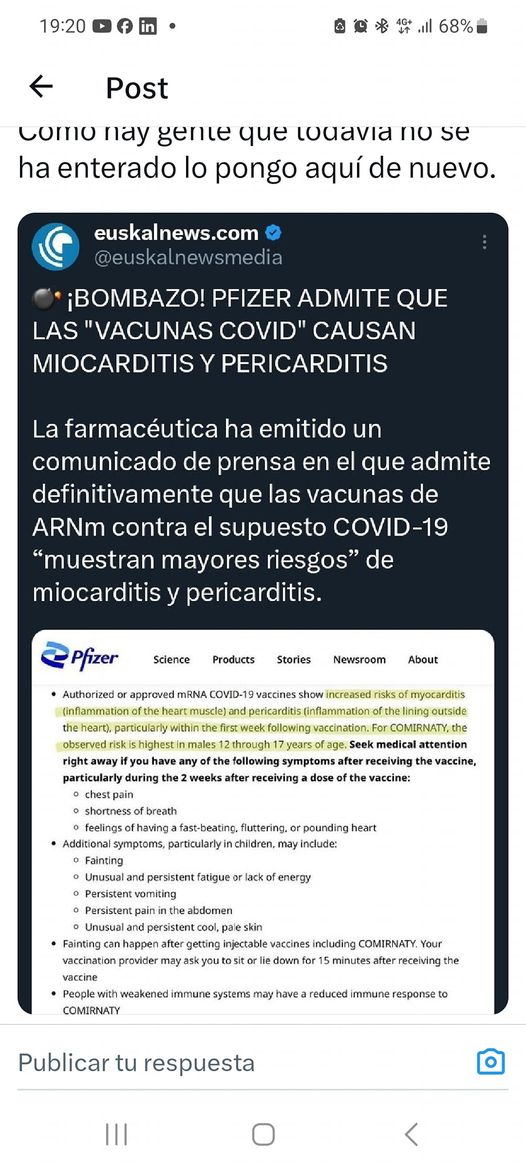 19:20
4G+
68%
Post
Como hay gente que todavía no se
ha enterado lo pongo aquí de nuevo.
euskalnews.com
@euskalnewsmedia
¡BOMBAZO! PFIZER ADMITE QUE
LAS "VACUNAS COVID" CAUSAN
MIOCARDITIS Y PERICARDITIS
La farmacéutica ha emitido un
comunicado de prensa en el que admite
definitivamente que las vacunas de
ARNm contra el supuesto COVID-19
“muestran mayores riesgos” de
miocarditis y pericarditis.
Pfizer Science Products Stories Newsroom About
• Authorized or approved mRNA COVID-19 vaccines show increased risks of myocarditis
(inflammation of the heart muscle) and pericarditis (inflammation of the lining outside
the heart), particularly within the first week following vaccination. For COMIRNATY, the
observed risk is highest in males 12 through 17 years of age. Seek medical attention
right away if you have any of the following symptoms after receiving the vaccine,
particularly during the 2 weeks after receiving a dose of the vaccine:
chest pain
shortness of breath
feelings of having a fast-beating, fluttering, or pounding heart
• Additional symptoms, particularly in children, may include:
Fainting
Unusual and persistent fatigue or lack of energy
Persistent vomiting
Persistent pain in the abdomen
Unusual and persistent cool, pale skin
• Fainting can happen after getting injectable vaccines including COMIRNATY. Your
vaccination provider may ask you to sit or lie down for 15 minutes after receiving the
vaccine
• People with weakened immune systems may have a reduced immune response to
COMIRNATY
Publicar tu respuesta